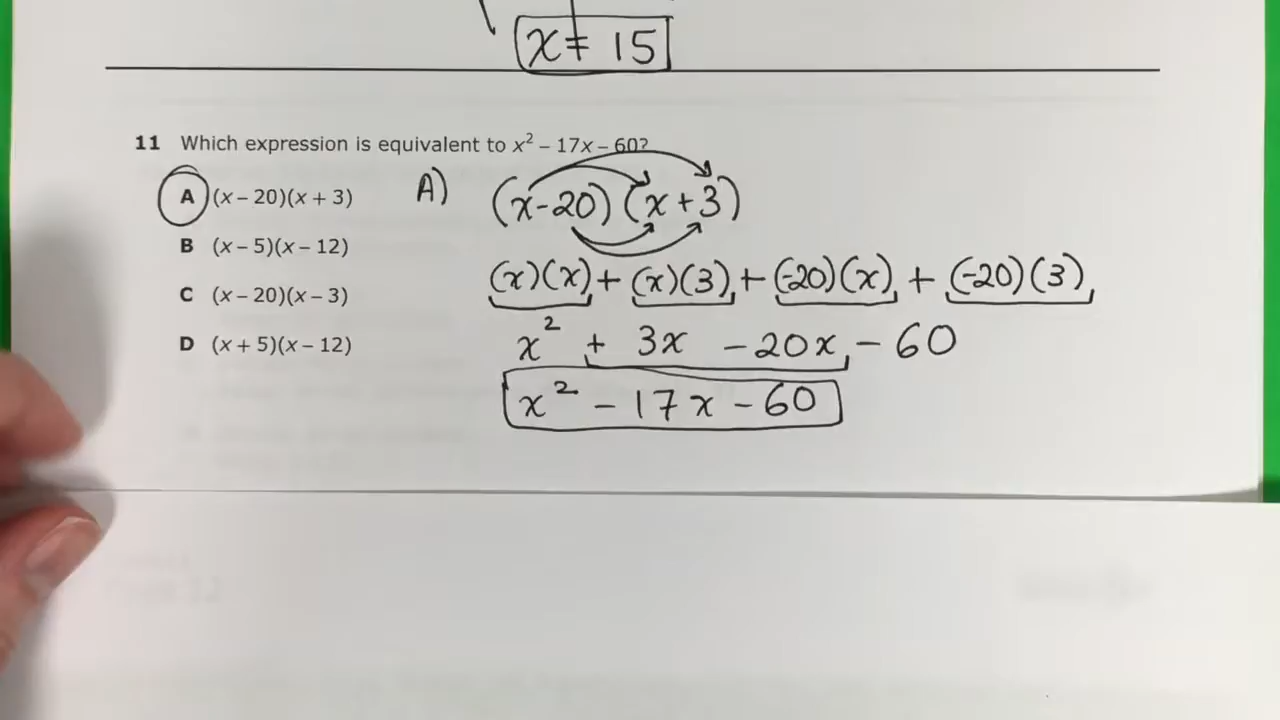 x = 15
11 Which expression is equivalent to x² – 17x – 60?
A (x – 20)(x + 3)
B (x – 5)(x – 12)
C (x – 20)(x – 3)
D (x + 5)(x – 12)
A) (x-20)(x+3)
(x)(x)+(x)(3)+(-20)(x)+(-20)(3)
x² + 3x - 20x - 60
x² - 17x - 60